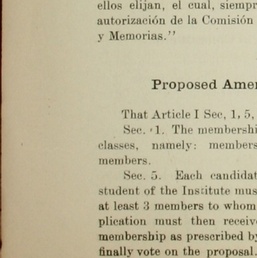 ellos elijan, el cual, siempr
autorización de la Comisión
y Memorias."
Proposed Amer
That Article I Sec, 1, 5,
Sec. 1. The membershi
classes, namely: members
members.
Sec. 5. Each candidat
student of the Institute mus
at least 3 members to whom
plication must then receiv
membership as prescribed by
finally vote on the proposal.